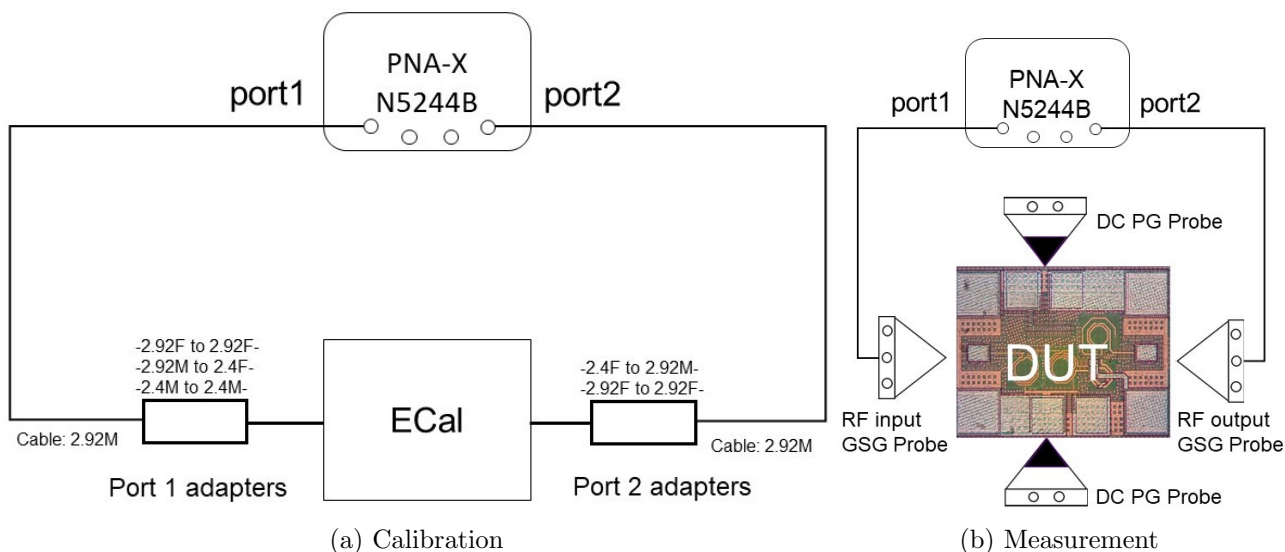 PNA-X
N5244B
port1
port2
-2.92F to 2.92F-
-2.92M to 2.4F-
-2.4M to 2.4M-
-2.4F to 2.92M-
-2.92F to 2.92F-
ECal
Cable: 2.92M
Cable: 2.92M
Port 1 adapters
Port 2 adapters
(a) Calibration
PNA-X
N5244B
port1
port2
DC PG Probe
DUT
RF input
GSG Probe
RF output
GSG Probe
DC PG Probe
(b) Measurement